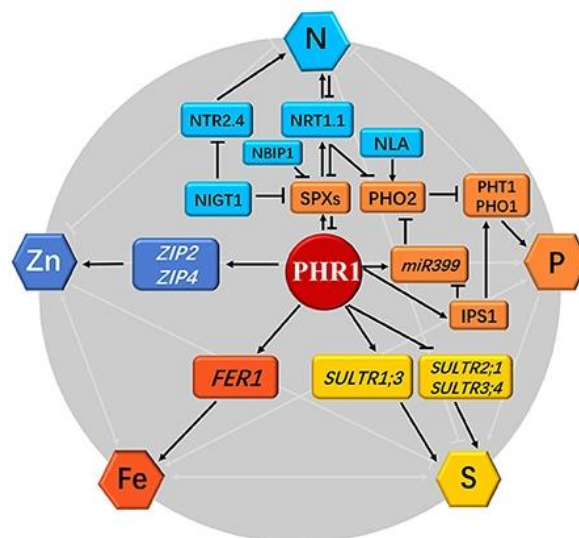 N
NTR2.4
NRT1.1
NBIP1
NLA
NIGT1
SPXs
PHO2
PHT1
PHO1
Zn
ZIP2
ZIP4
PHR1
miR399
P
IPS1
FER1
SULTR1;3
SULTR2;1
SULTR3;4
Fe
S